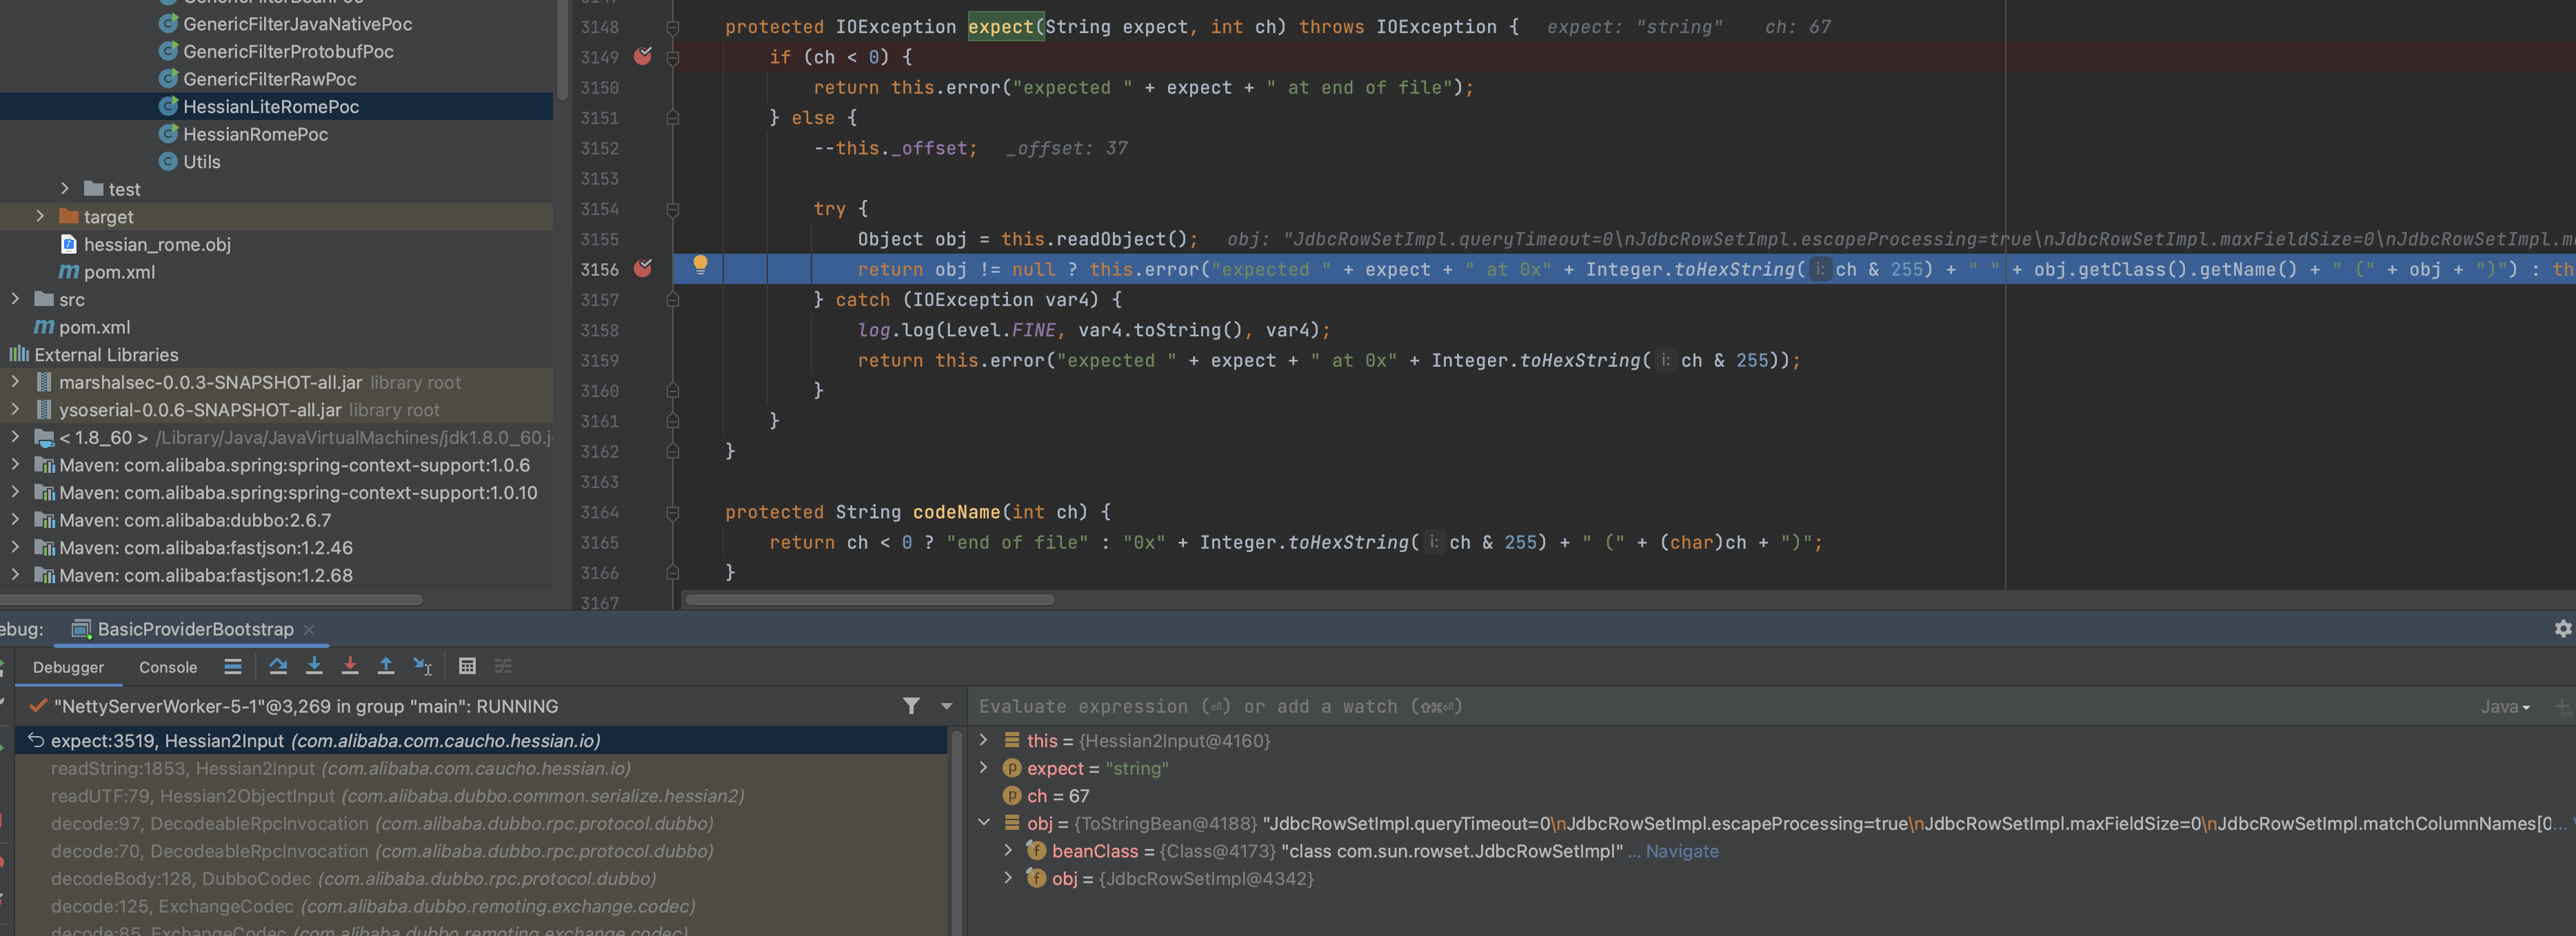 GenericFilterJavaNativePoc
GenericFilterProtobufPoc
GenericFilterRawPoc
HessianLiteRomePoc
HessianRomePoc
Utils
test
target
hessian_rome.obj
pom.xml
src
pom.xml
External Libraries
marshalsec-0.0.3-SNAPSHOT-all.jar library root
ysoserial-0.0.6-SNAPSHOT-all.jar library root
< 1.8_60 > /Library/Java/JavaVirtualMachines/jdk1.8.0_60.j
Maven: com.alibaba.spring:spring-context-support:1.0.6
Maven: com.alibaba.spring:spring-context-support:1.0.10
Maven: com.alibaba:dubbo:2.6.7
Maven: com.alibaba:fastjson:1.2.46
Maven: com.alibaba:fastjson:1.2.68
3148 protected IOException expect(String expect, int ch) throws IOException { expect: "string" ch: 67
3149 if (ch < 0) {
3150 return this.error("expected " + expect + " at end of file");
3151 } else {
3152 --this._offset; _offset: 37
3153
3154 try {
3155 Object obj = this.readObject(); obj: "JdbcRowSetImpl.queryTimeout=0\nJdbcRowSetImpl.escapeProcessing=true\nJdbcRowSetImpl.maxFieldSize=0\nJdbcRowSetImpl.m
3156 return obj != null ? this.error("expected " + expect + " at 0x" + Integer.toHexString( i: ch & 255) + " " + obj.getClass().getName() + " (" + obj + ")") : th
3157 } catch (IOException var4) {
3158 log.log(Level.FINE, var4.toString(), var4);
3159 return this.error("expected " + expect + " at 0x" + Integer.toHexString( i: ch & 255));
3160 }
3161 }
3162 }
3163
3164 protected String codeName(int ch) {
3165 return ch < 0 ? "end of file" : "0x" + Integer.toHexString( i: ch & 255) + " (" + (char)ch + ")";
3166 }
3167
ebug: BasicProviderBootstrap
Debugger Console
"NettyServerWorker-5-1"@3,269 in group "main": RUNNING
expect:3519, Hessian2Input (com.alibaba.com.caucho.hessian.io)
readString:1853, Hessian2Input (com.alibaba.com.caucho.hessian.io)
readUTF:79, Hessian2ObjectInput (com.alibaba.dubbo.common.serialize.hessian2)
decode:97, DecodeableRpcInvocation (com.alibaba.dubbo.rpc.protocol.dubbo)
decode:70, DecodeableRpcInvocation (com.alibaba.dubbo.rpc.protocol.dubbo)
decodeBody:128, DubboCodec (com.alibaba.dubbo.rpc.protocol.dubbo)
decode:125, ExchangeCodec (com.alibaba.dubbo.remoting.exchange.codec)
decode:85, ExchangeCodec (com.alibaba.dubbo.remoting.exchange.codec)
Evaluate expression (⏎) or add a watch (⇧⌘⏎) Java
this = {Hessian2Input@4160}
expect = "string"
ch = 67
obj = {ToStringBean@4188} "JdbcRowSetImpl.queryTimeout=0\nJdbcRowSetImpl.escapeProcessing=true\nJdbcRowSetImpl.maxFieldSize=0\nJdbcRowSetImpl.matchColumnNames[0...
beanClass = {Class@4173} "class com.sun.rowset.JdbcRowSetImpl" ... Navigate
obj = {JdbcRowSetImpl@4342}